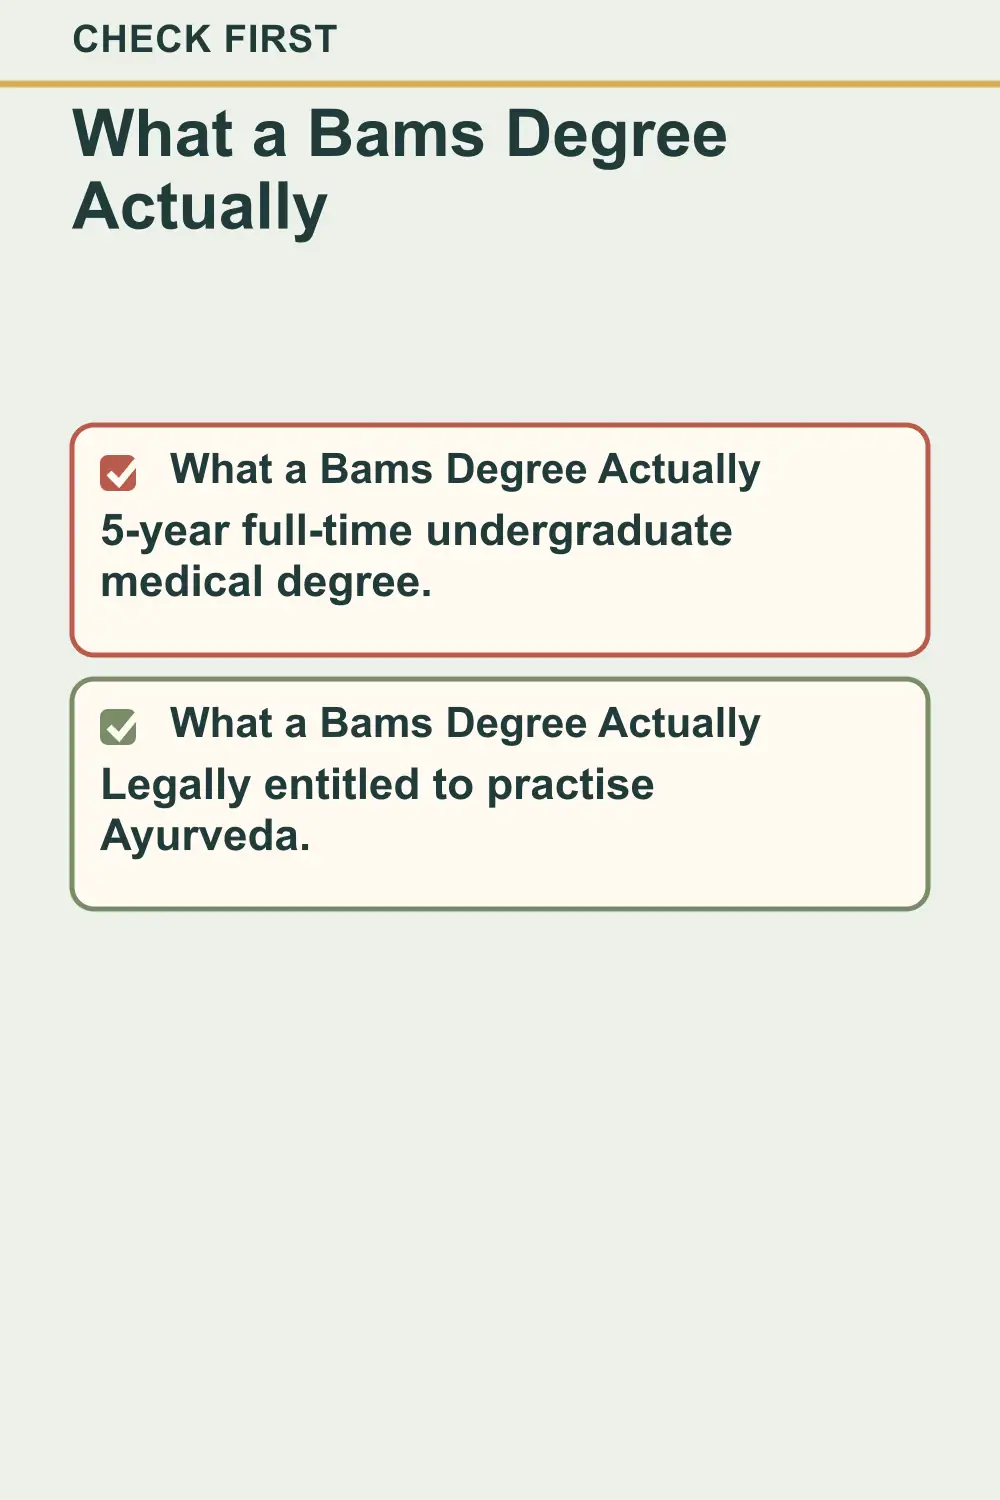 CHECK FIRST
What a Bams Degree
Actually
What a Bams Degree Actually
5-year full-time undergraduate
medical degree.
What a Bams Degree Actually
Legally entitled to practise
Ayurveda.